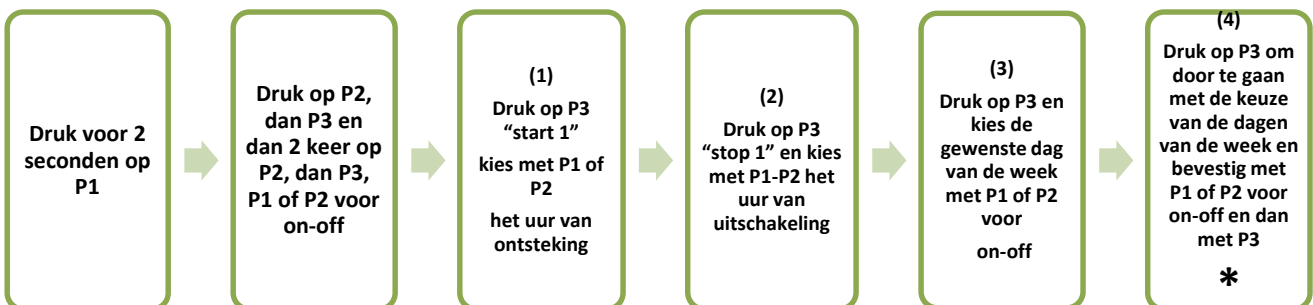 Druk voor 2
seconden op
P1
Druk op P2,
dan P3 en
dan 2 keer op
P2, dan P3,
P1 of P2 voor
on-off
(1)
Druk op P3
“start 1”
kies met P1 of
P2
het uur van
ontsteking
(2)
Druk op P3
“stop 1” en kies
met P1-P2 het
uur van
uitschakeling
(3)
Druk op P3 en
kies de
gewenste dag
van de week
met P1 of P2
voor
on-off
(4)
Druk op P3 om
door te gaan
met de keuze
van de dagen
van de week en
bevestig met
P1 of P2 voor
on-off en dan
met P3
*